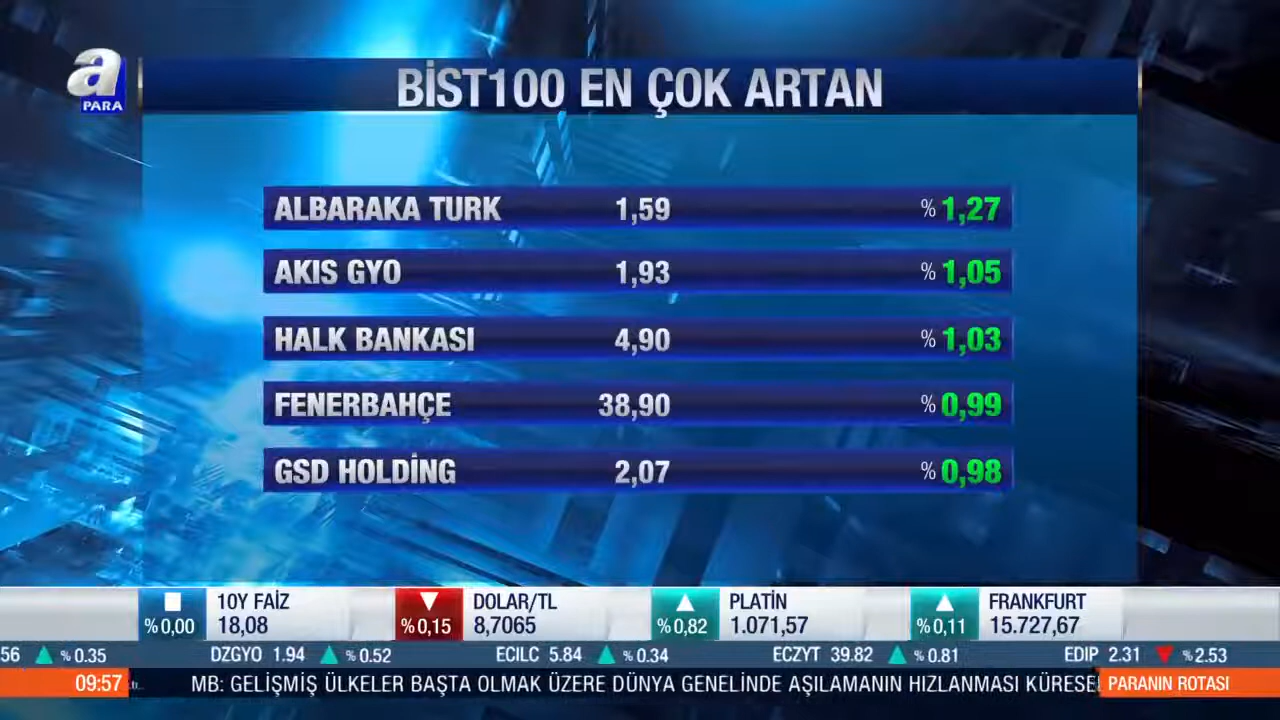 a
PARA
BİST100 EN ÇOK ARTAN
ALBARAKA TURK 1,59 % 1,27
AKIS GYO 1,93 % 1,05
HALK BANKASI 4,90 % 1,03
FENERBAHÇE 38,90 % 0,99
GSD HOLDİNG 2,07 % 0,98
% 0,00 10Y FAİZ 18,08
% 0,15 DOLAR/TL 8,7065
% 0,82 PLATİN 1.071,57
% 0,11 FRANKFURT 15.727,67
56 % 0.35 DZGYO 1.94 % 0.52 ECILC 5.84 % 0.34 ECZYT 39.82 % 0.81 EDIP 2.31 % 2.53
09:57 MB: GELİŞMİŞ ÜLKELER BAŞTA OLMAK ÜZERE DÜNYA GENELİNDE AŞILAMANIN HIZLANMASI KÜRESE PARANIN ROTASI